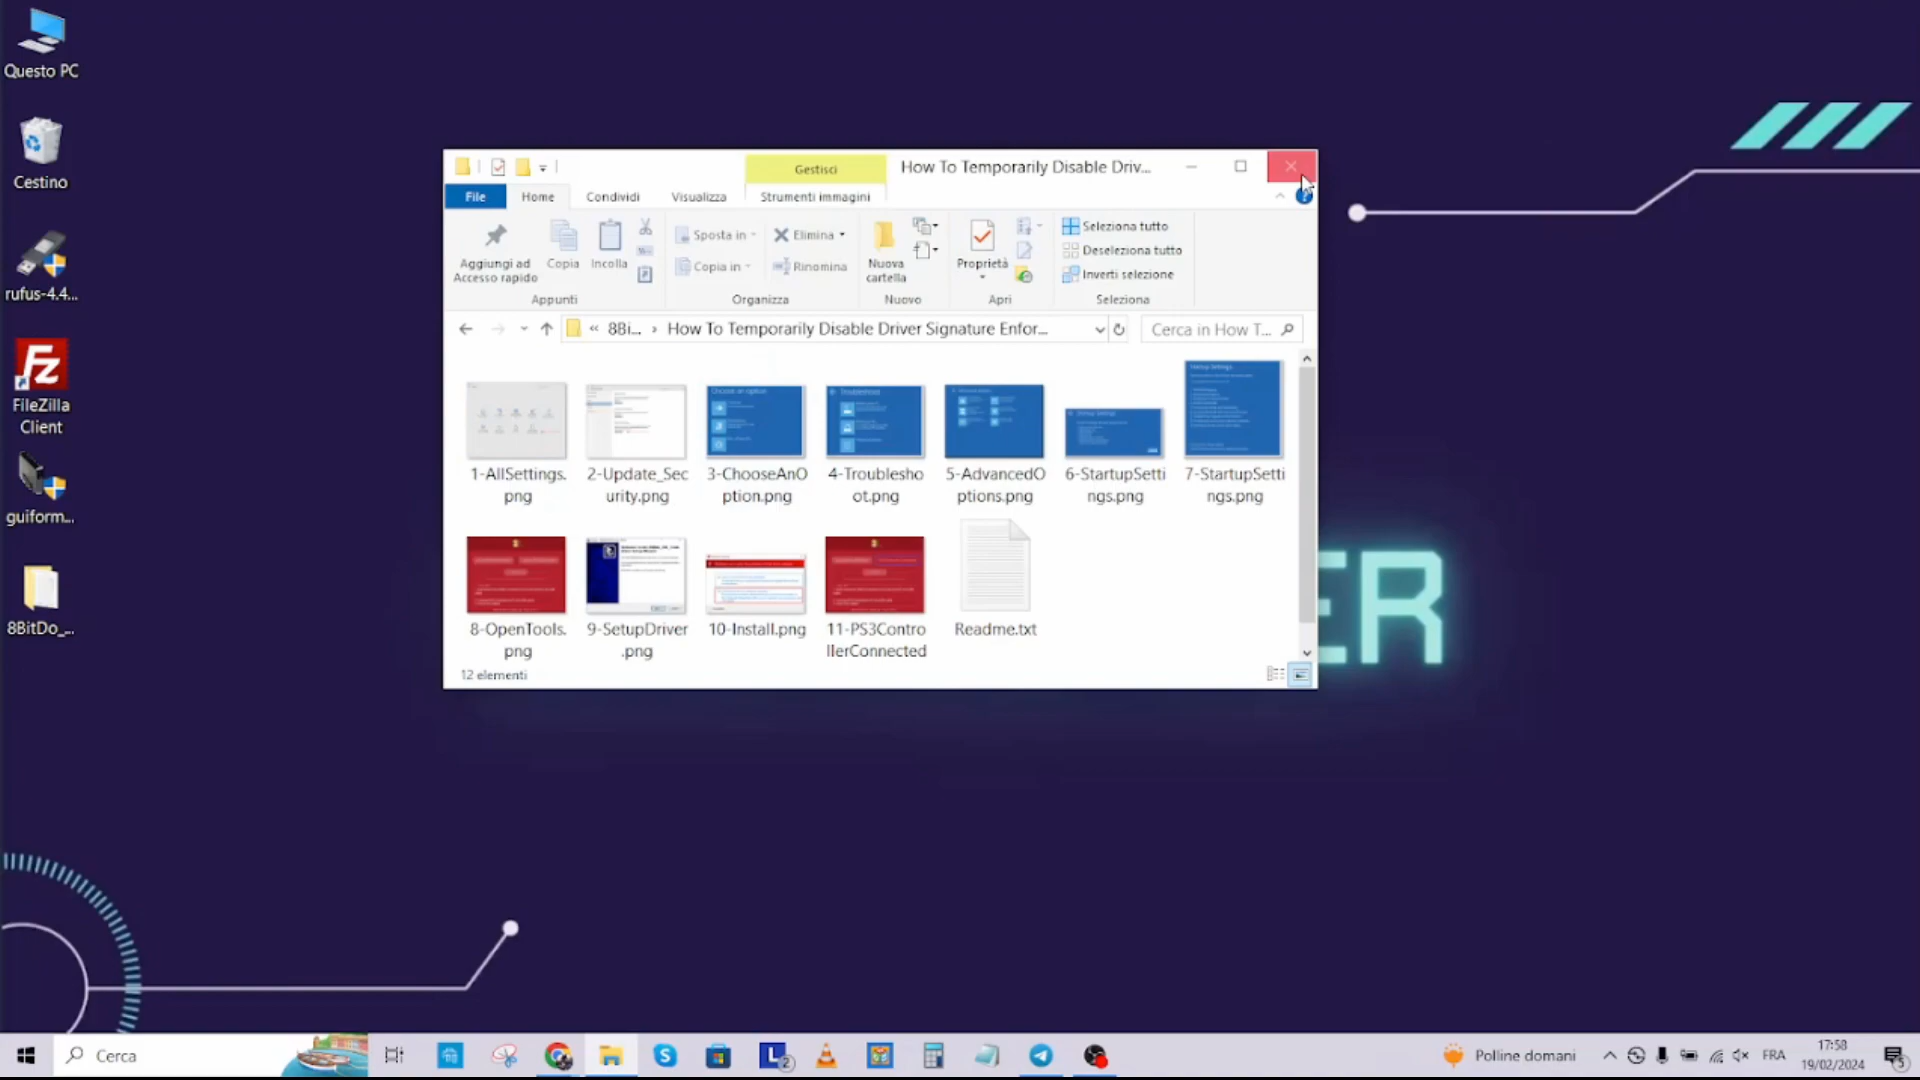 Questo PC
Cestino
rufus-4.4...
FileZilla
Client
guiform...
8BitDo_...
Gestisci
How To Temporarily Disable Driv...
File
Home
Condividi
Visualizza
Strumenti immagini
Aggiungi ad
Accesso rapido
Copia
Incolla
Sposta in
Copia in
Elimina
Rinomina
Nuova
cartella
Proprietà
Seleziona tutto
Deseleziona tutto
Inverti selezione
Appunti
Organizza
Nuovo
Apri
Seleziona
« 8Bi... › How To Temporarily Disable Driver Signature Enfor...
Cerca in How T...
1-AllSettings.
png
2-Update_Sec
urity.png
3-ChooseAnO
ption.png
4-Troublesho
ot.png
5-AdvancedO
ptions.png
6-StartupSetti
ngs.png
7-StartupSetti
ngs.png
8-OpenTools.
png
9-SetupDriver
.png
10-Install.png
11-PS3Contro
llerConnected
Readme.txt
12 elementi
ER
Cerca
Polline domani
FRA
17:58
19/02/2024